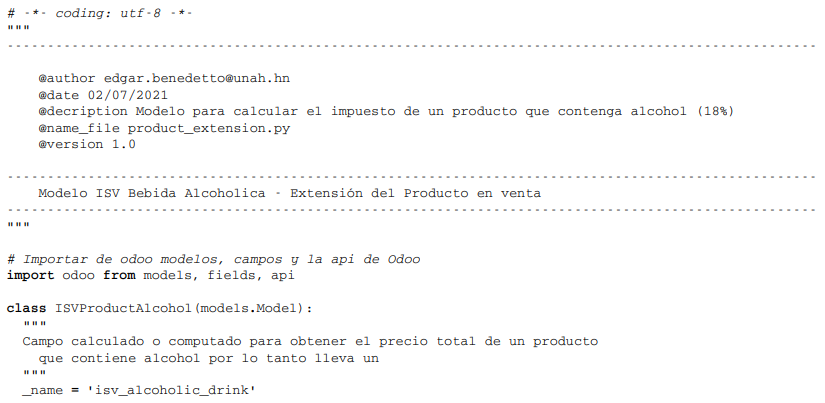 # -*- coding: utf-8 -*-
"""
-----------------------------------------------------------------------------------------------------
@author edgar.benedetto@unah.hn
@date 02/07/2021
@decription Modelo para calcular el impuesto de un producto que contenga alcohol (18%)
@name_file product_extension.py
@version 1.0
-----------------------------------------------------------------------------------------------------
Modelo ISV Bebida Alcoholica - Extensión del Producto en venta
-----------------------------------------------------------------------------------------------------
"""
# Importar de odoo modelos, campos y la api de Odoo
import odoo from models, fields, api
class ISVProductAlcohol(models.Model):
"""
Campo calculado o computado para obtener el precio total de un producto
que contiene alcohol por lo tanto lleva un
"""
_name = 'isv_alcoholic_drink'